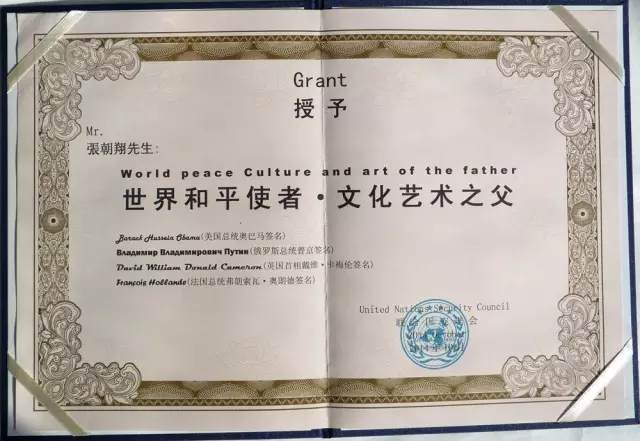 Grant
授予
Mr.
張朝翔先生:
World peace Culture and art of the father
世界和平使者·文化艺术之父
Barack Hussein Obama(美国总统奥巴马签名)
Владимир Владимирович Путин(俄罗斯总统普京签名)
David William Donald Cameron(英国首相戴维·卡梅伦签名)
François Hollande(法国总统弗朗索瓦·奥朗德签名)
United Nations Security Council
联 国 会